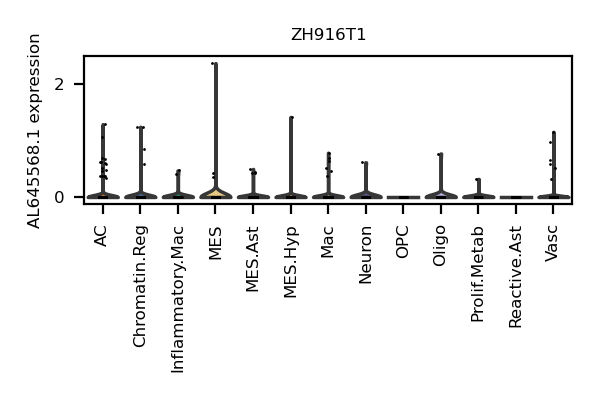 ZH916T1
AL645568.1 expression
2
0
AC
Chromatin.Reg
Inflammatory.Mac
MES
MES.Ast
MES.Hyp
Mac
Neuron
OPC
Oligo
Prolif.Metab
Reactive.Ast
Vasc